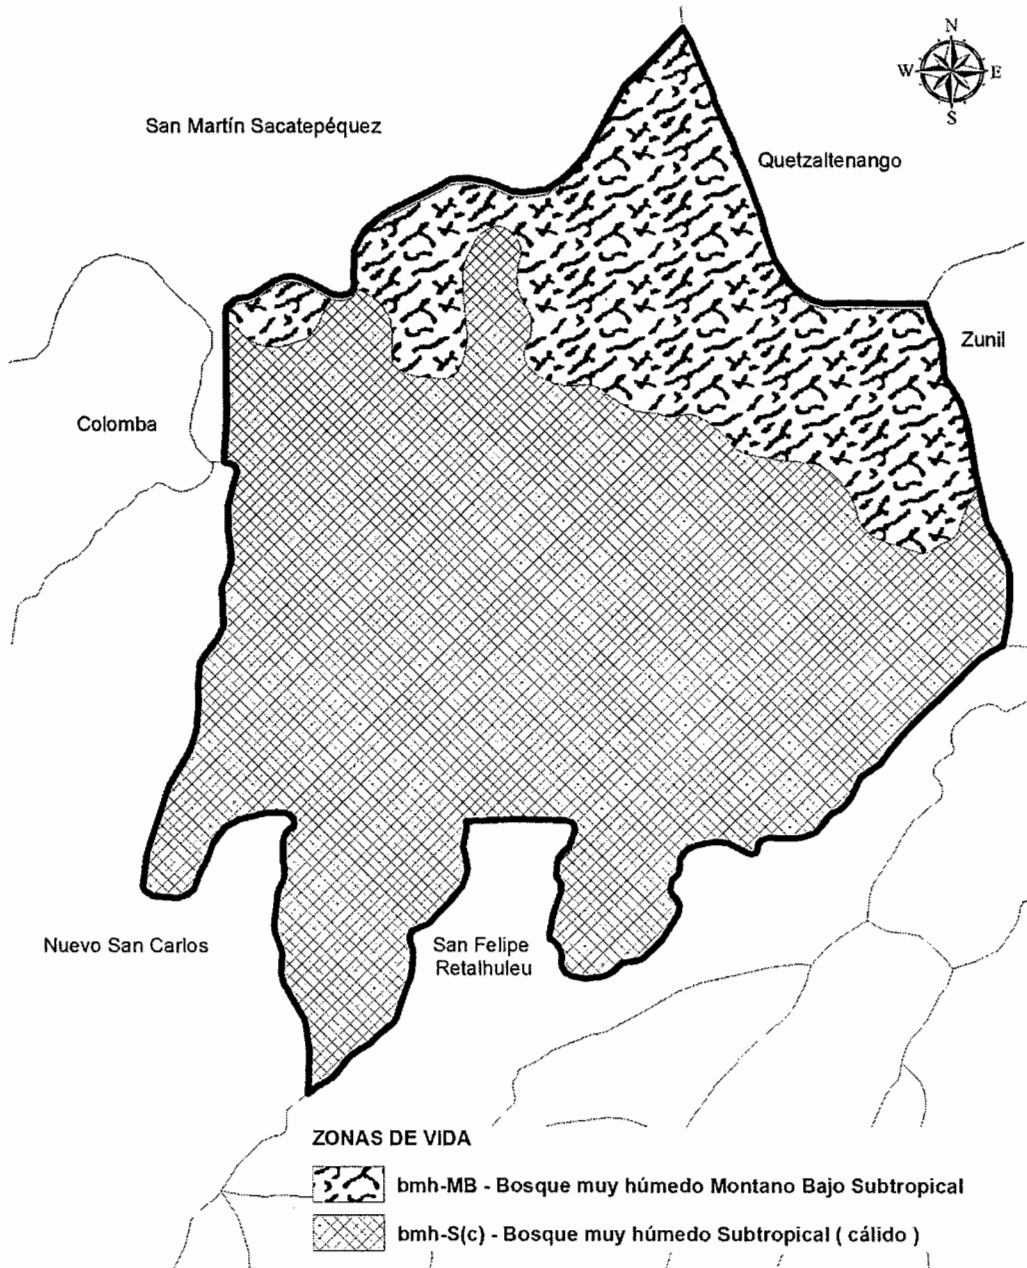 N
W E
S
San Martín Sacatepéquez
Quetzaltenango
Zunil
Colomba
Nuevo San Carlos
San Felipe
Retalhuleu
ZONAS DE VIDA
bmh-MB - Bosque muy húmedo Montano Bajo Subtropical
bmh-S(c) - Bosque muy húmedo Subtropical ( cálido )